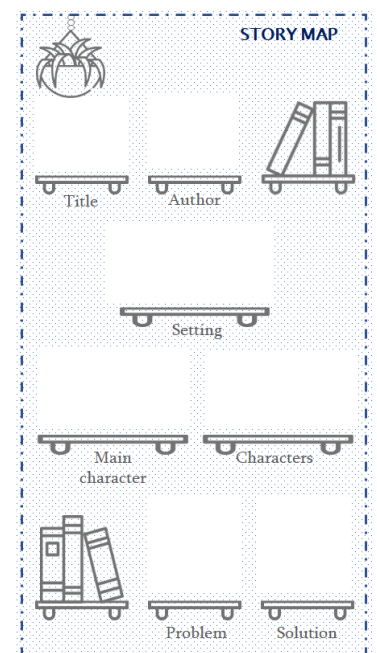 STORY MAP
Title
Author
Setting
Main
character
Characters
Problem
Solution